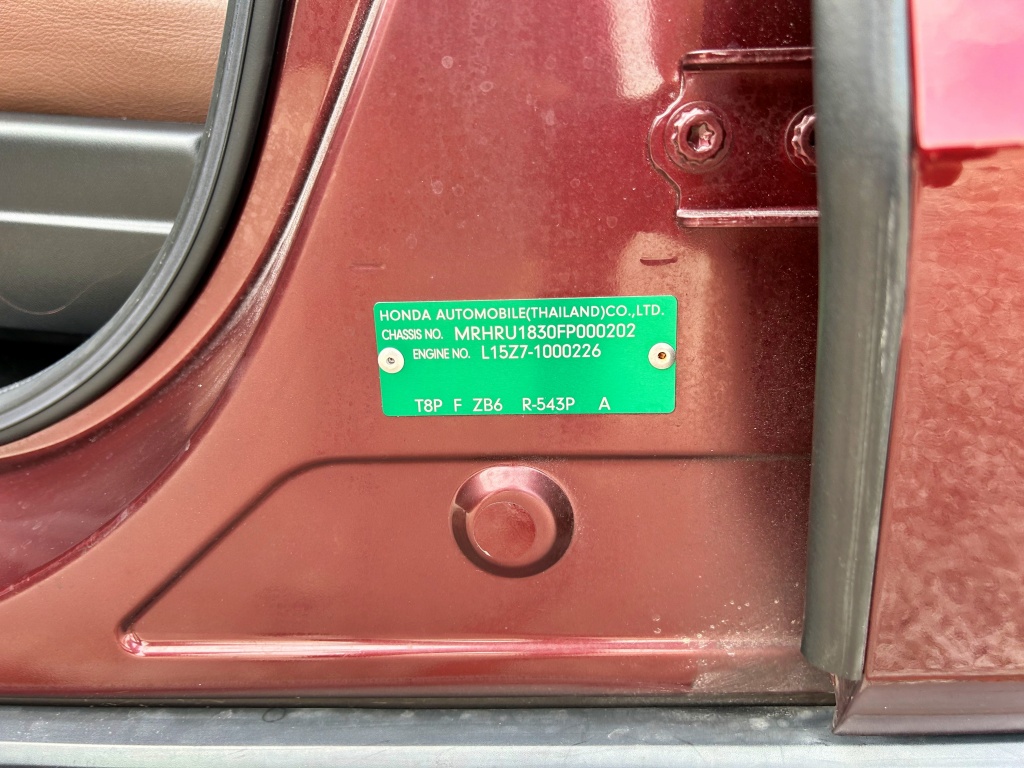 HONDA AUTOMOBILE(THAILAND)CO.,LTD.
CHASSIS NO. MRHRU1830FP000202
ENGINE NO. L15Z7-1000226
T8P F ZB6 R-543P A